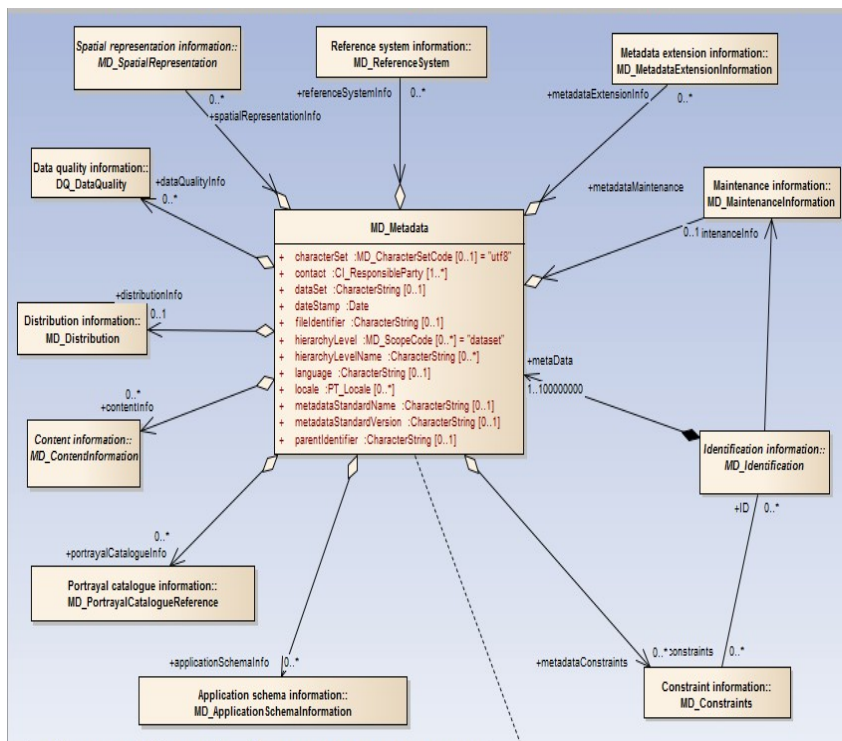 Spatial representation information::
MD_SpatialRepresentation
Reference system information::
MD_ReferenceSystem
Metadata extension information::
MD_MetadataExtensionInformation
0..*
+spatialRepresentationInfo
+referenceSystemInfo
0..*
+metadataExtensionInfo
0..*
Data quality information::
DQ_DataQuality
+dataQualityInfo
0..*
+metadataMaintenance
Maintenance information::
MD_MaintenanceInformation
0..1
intenanceInfo
MD_Metadata
+ characterSet :MD_CharacterSetCode [0..1] = "utf8"
+ contact :CI_ResponsibleParty [1..*]
+ dataSet :CharacterString [0..1]
+ dateStamp :Date
+ fileIdentifier :CharacterString [0..1]
+ hierarchyLevel :MD_ScopeCode [0..*] = "dataset"
+ hierarchyLevelName :CharacterString [0..*]
+ language :CharacterString [0..1]
+ locale :PT_Locale [0..*]
+ metadataStandardName :CharacterString [0..1]
+ metadataStandardVersion :CharacterString [0..1]
+ parentIdentifier :CharacterString [0..1]
+distributionInfo
0..1
Distribution information::
MD_Distribution
+metaData
1..100000000
0..*
+contentInfo
Content information::
MD_ContentInformation
Identification information::
MD_Identification
+ID
0..*
0..*
+portrayalCatalogueInfo
Portrayal catalogue information::
MD_PortrayalCatalogueReference
+applicationSchemaInfo
0..*
+metadataConstraints
0..*
onstraints
0..*
Application schema information::
MD_ApplicationSchemaInformation
Constraint information::
MD_Constraints